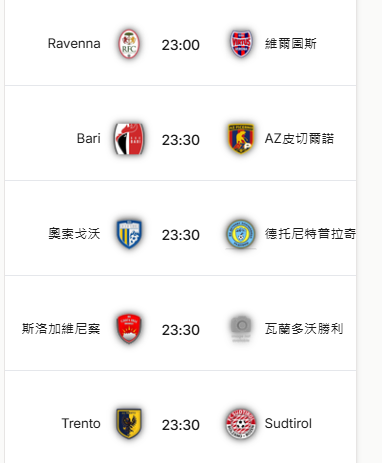 Ravenna 23:00 維爾圖斯
Bari 23:30 AZ皮切爾諾
奧索戈沃 23:30 德托尼特普拉奇
斯洛加維尼察 23:30 瓦蘭多沃勝利
Trento 23:30 Sudtirol